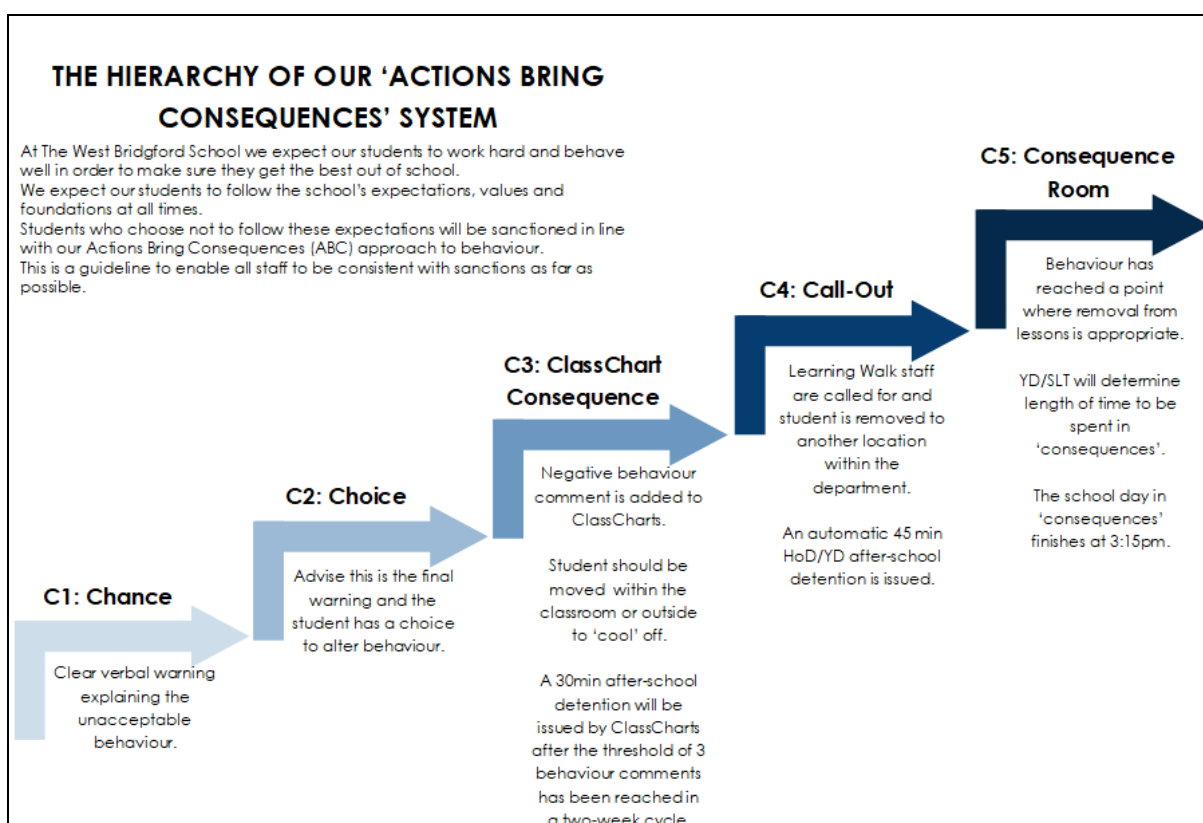 THE HIERARCHY OF OUR ‘ACTIONS BRING
CONSEQUENCES’ SYSTEM
At The West Bridgford School we expect our students to work hard and behave
well in order to make sure they get the best out of school.
We expect our students to follow the school’s expectations, values and
foundations at all times.
Students who choose not to follow these expectations will be sanctioned in line
with our Actions Bring Consequences (ABC) approach to behaviour.
This is a guideline to enable all staff to be consistent with sanctions as far as
possible.
C1: Chance
Clear verbal warning
explaining the
unacceptable
behaviour.
C2: Choice
Advise this is the final
warning and the
student has a choice
to alter behaviour.
C3: ClassChart
Consequence
Negative behaviour
comment is added to
ClassCharts.
Student should be
moved within the
classroom or outside
to ‘cool’ off.
A 30min after-school
detention will be
issued by ClassCharts
after the threshold of 3
behaviour comments
has been reached in
a two-week cycle
C4: Call-Out
Learning Walk staff
are called for and
student is removed to
another location
within the
department.
An automatic 45 min
HoD/YD after-school
detention is issued.
C5: Consequence
Room
Behaviour has
reached a point
where removal from
lessons is appropriate.
YD/SLT will determine
length of time to be
spent in
‘consequences’.
The school day in
‘consequences’
finishes at 3:15pm.